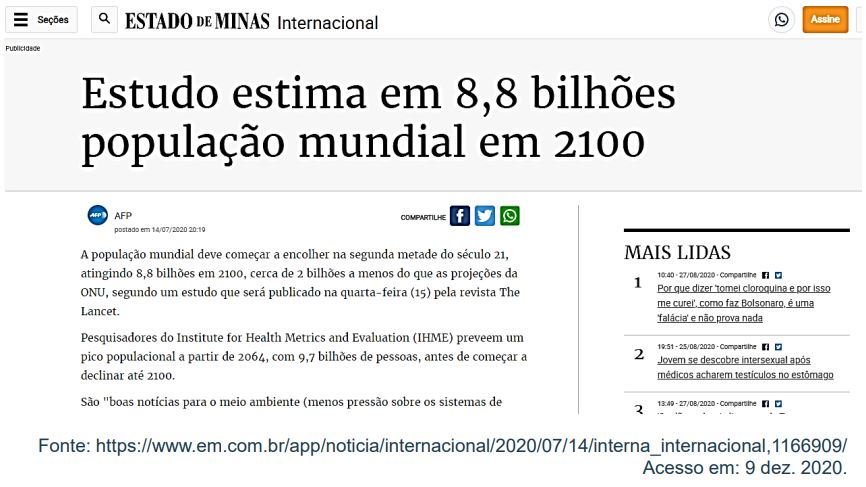 Seções
ESTADO DE MINAS Internacional
Assine
Publicidade
Estudo estima em 8,8 bilhões
população mundial em 2100
AFP
AFP
postado em 14/07/2020 20:19
COMPARTILHE
A população mundial deve começar a encolher na segunda metade do século 21,
atingindo 8,8 bilhões em 2100, cerca de 2 bilhões a menos do que as projeções da
ONU, segundo um estudo que será publicado na quarta-feira (15) pela revista The
Lancet.
Pesquisadores do Institute for Health Metrics and Evaluation (IHME) preveem um
pico populacional a partir de 2064, com 9,7 bilhões de pessoas, antes de começar a
declinar até 2100.
São "boas notícias para o meio ambiente (menos pressão sobre os sistemas de
MAIS LIDAS
1
10:40 - 27/08/2020 - Compartilhe
Por que dizer 'tomei cloroquina e por isso
me curei', como faz Bolsonaro, é uma
'falácia' e não prova nada
2
19:51 - 25/08/2020 - Compartilhe
Jovem se descobre intersexual após
médicos acharem testículos no estômago
3
13:49 - 27/08/2020 - Compartilhe
Fonte: https://www.em.com.br/app/noticia/internacional/2020/07/14/interna_internacional,1166909/
Acesso em: 9 dez. 2020.